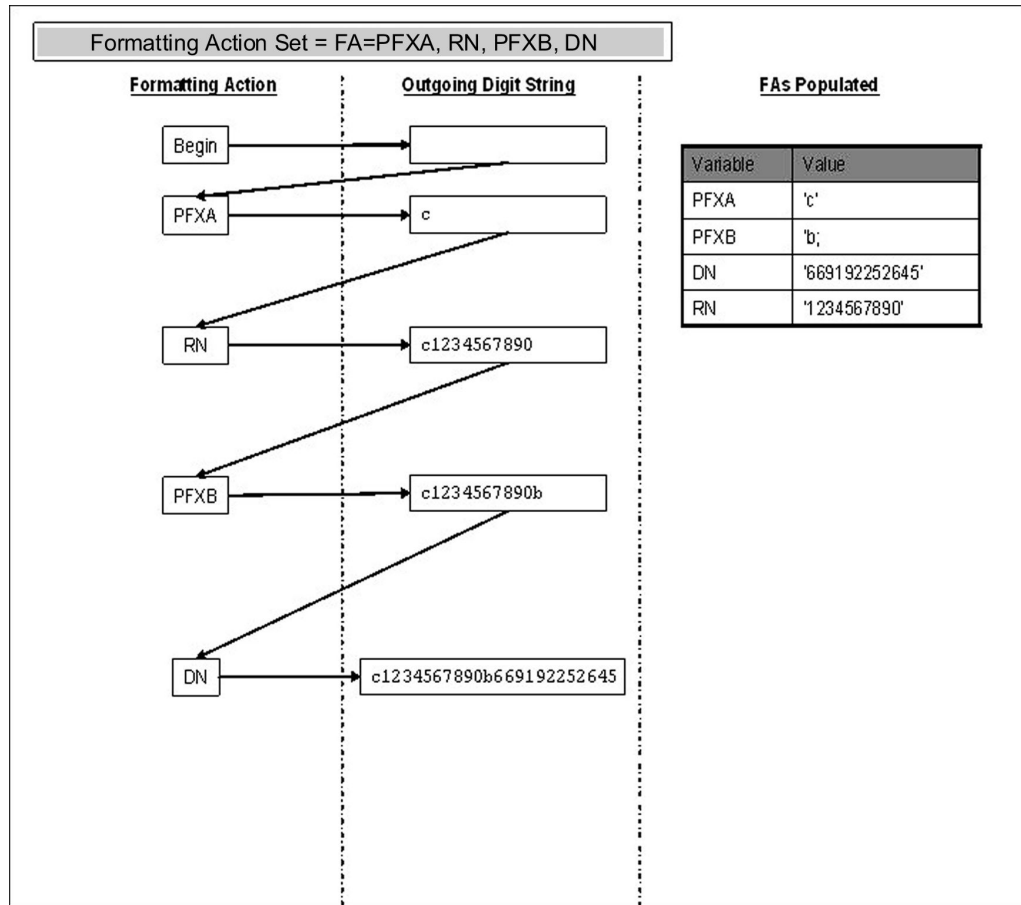 Formatting Action Set = FA=PFXA, RN, PFXB, DN
Formatting Action
Outgoing Digit String
FAs Populated
Begin
PFXA
c
RN
c1234567890
PFXB
c1234567890b
DN
c1234567890b669192252645
Variable Value
PFXA 'c'
PFXB 'b;
DN '669192252645'
RN '1234567890'